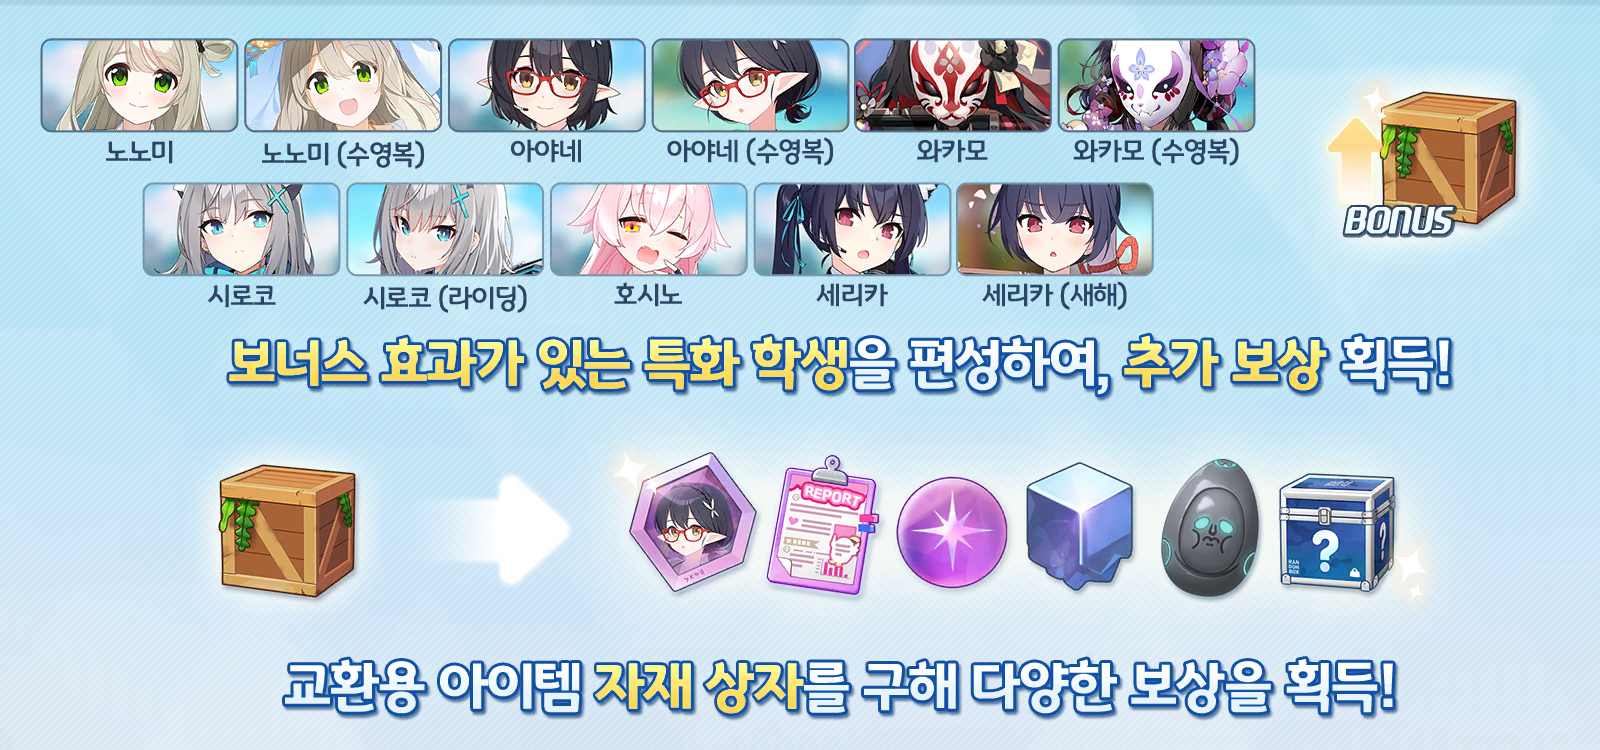 노노미 노노미 (수영복) 아야네 아야네 (수영복) 와카모 와카모 (수영복)
BONUS
시로코 시로코 (라이딩) 호시노 세리카 세리카 (새해)
보너스 효과가 있는 특화 학생을 편성하여, 추가 보상 획득!
REPORT
?
?
RAN
DOM
BOX
교환용 아이템 자재 상자를 구해 다양한 보상을 획득!